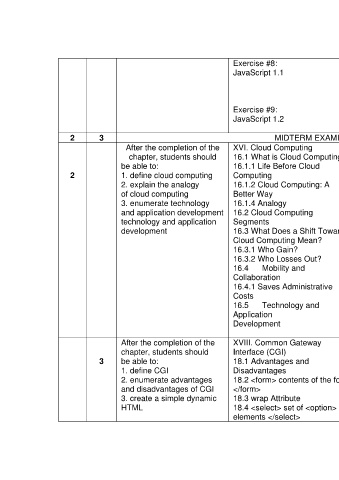 Exercise #8:
JavaScript 1.1
Exercise #9:
JavaScript 1.2
2 3 MIDTERM EXAMI
2
After the completion of the
chapter, students should
be able to:
1. define cloud computing
2. explain the analogy
of cloud computing
3. enumerate technology
and application development
technology and application
development
XVI. Cloud Computing
16.1 What is Cloud Computing
16.1.1 Life Before Cloud
Computing
16.1.2 Cloud Computing: A
Better Way
16.1.4 Analogy
16.2 Cloud Computing
Segments
16.3 What Does a Shift Towar
Cloud Computing Mean?
16.3.1 Who Gain?
16.3.2 Who Losses Out?
16.4 Mobility and
Collaboration
16.4.1 Saves Administrative
Costs
16.5 Technology and
Application
Development
3
After the completion of the
chapter, students should
be able to:
1. define CGI
2. enumerate advantages
and disadvantages of CGI
3. create a simple dynamic
HTML
XVIII. Common Gateway
Interface (CGI)
18.1 Advantages and
Disadvantages
18.2 <form> contents of the fo
</form>
18.3 wrap Attribute
18.4 <select> set of <option>
elements </select>